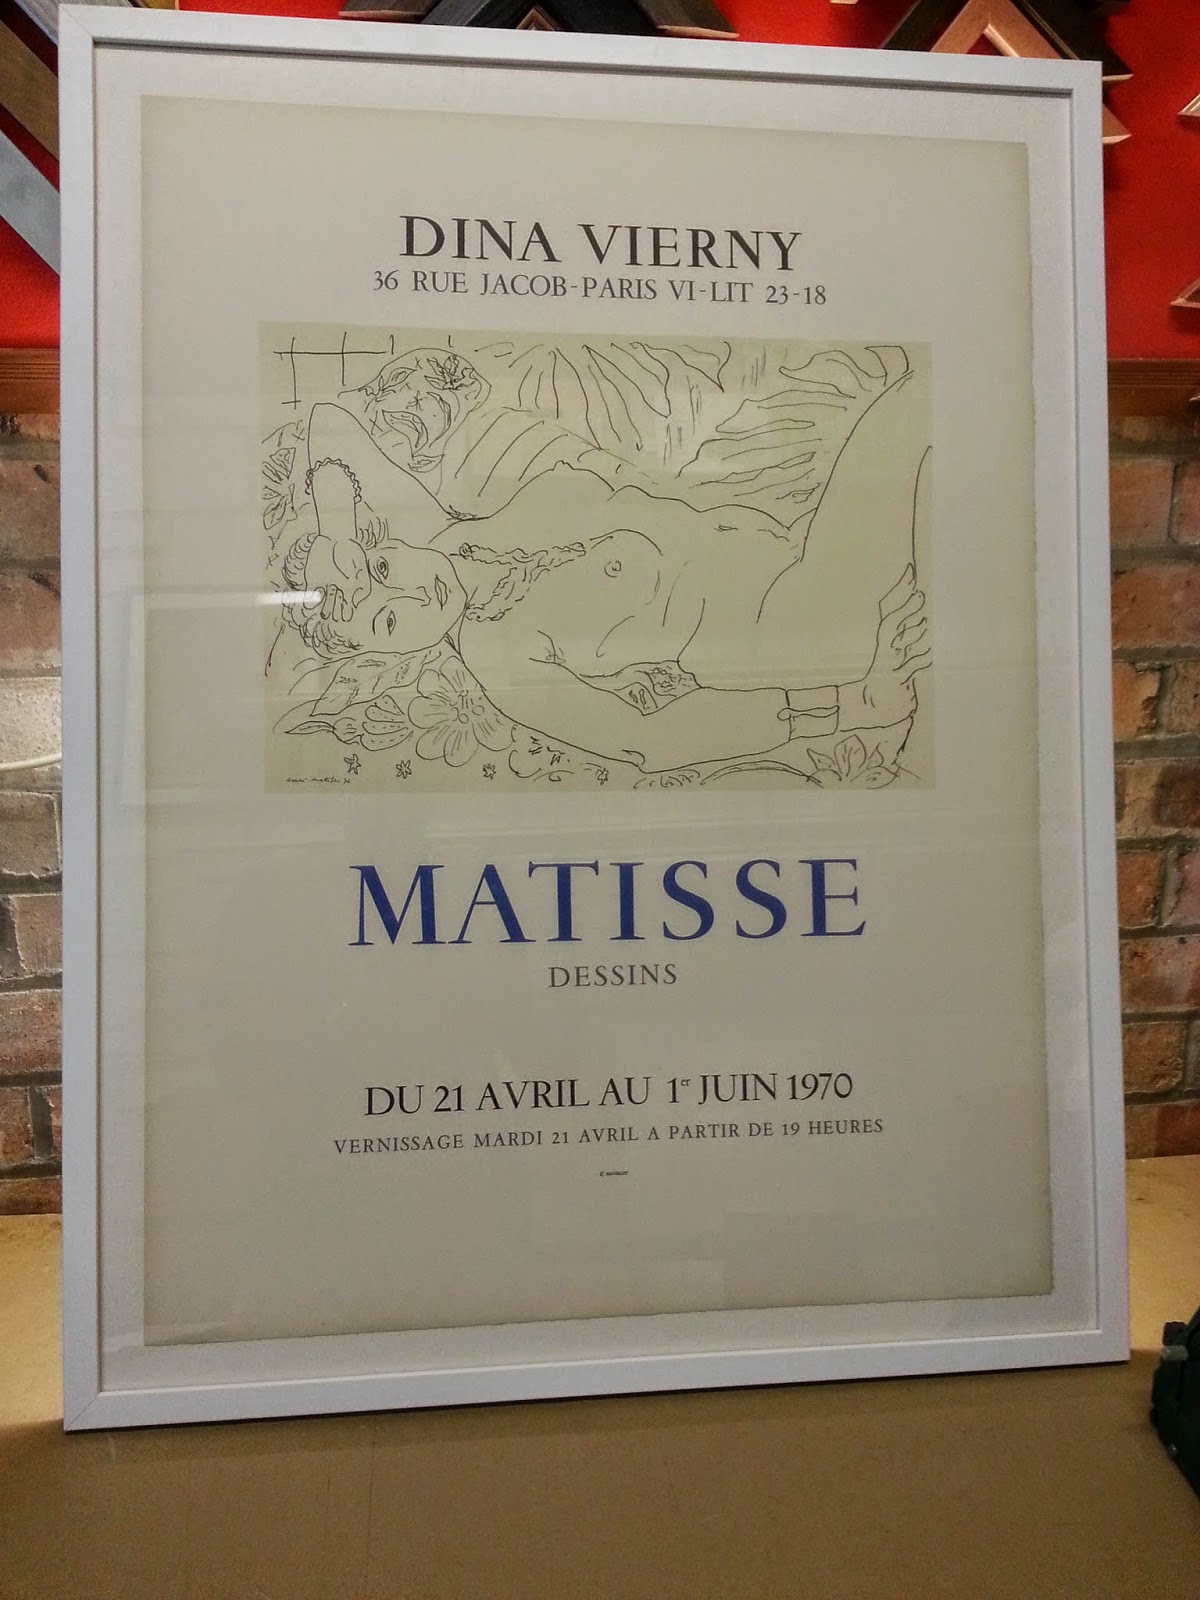 DINA VIERNY
36 RUE JACOB-PARIS VI-LIT 23-18
MATISSE
DESSINS
DU 21 AVRIL AU 1er JUIN 1970
VERNISSAGE MARDI 21 AVRIL A PARTIR DE 19 HEURES